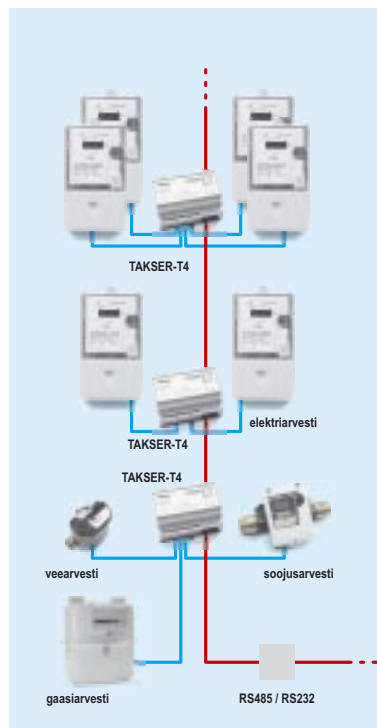 TAKSER-T4
elektriarvesti
TAKSER-T4
TAKSER-T4
veearvesti
soojusarvesti
gaasiarvesti
RS485 / RS232